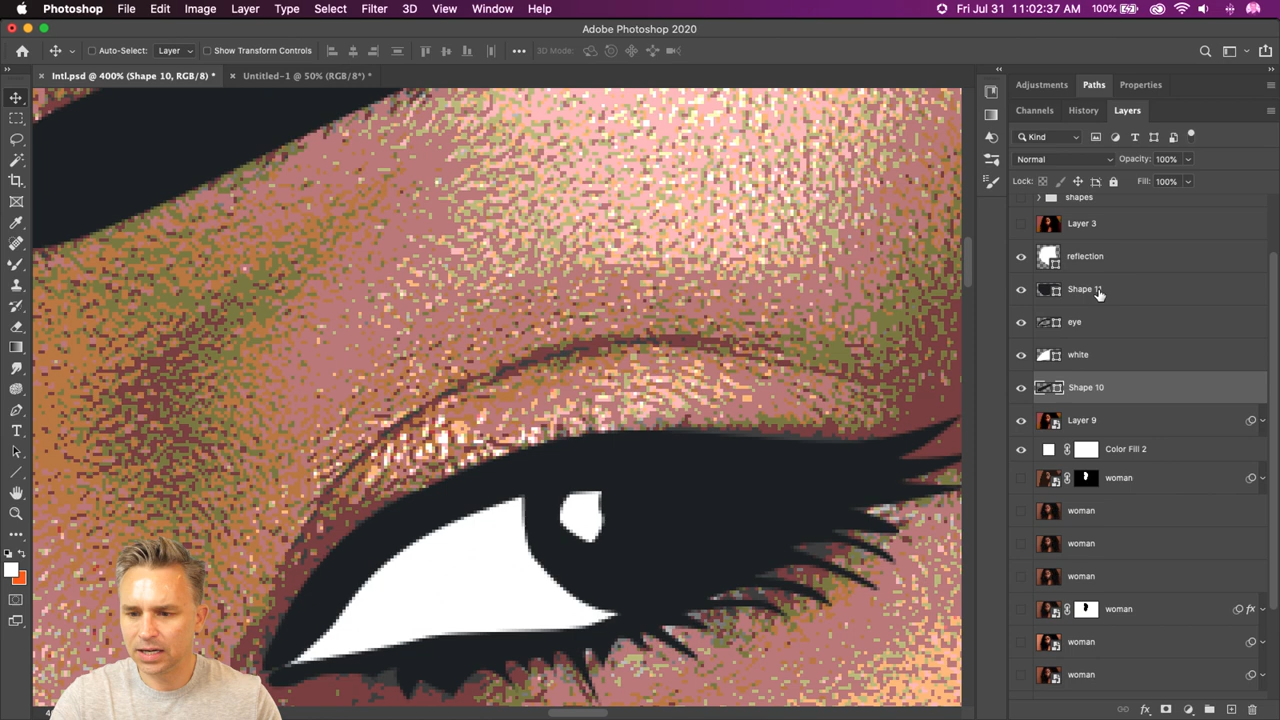 Photoshop File Edit Image Layer Type Select Filter 3D View Window Help 100% Fri Jul 31 11:02:37 AM
Adobe Photoshop 2020
Auto-Select: Layer Show Transform Controls 3D Mode:
Intl.psd @ 400% (Shape 10, RGB/8) * Untitled-1 @ 50% (RGB/8*) *
Adjustments Paths Properties
Channels History Layers
Kind
Normal Opacity: 100%
Lock: Fill: 100%
shapes
Layer 3
reflection
Shape 11
eye
white
Shape 10
Layer 9
Color Fill 2
woman
woman
woman
woman
woman fx
woman
woman
fx